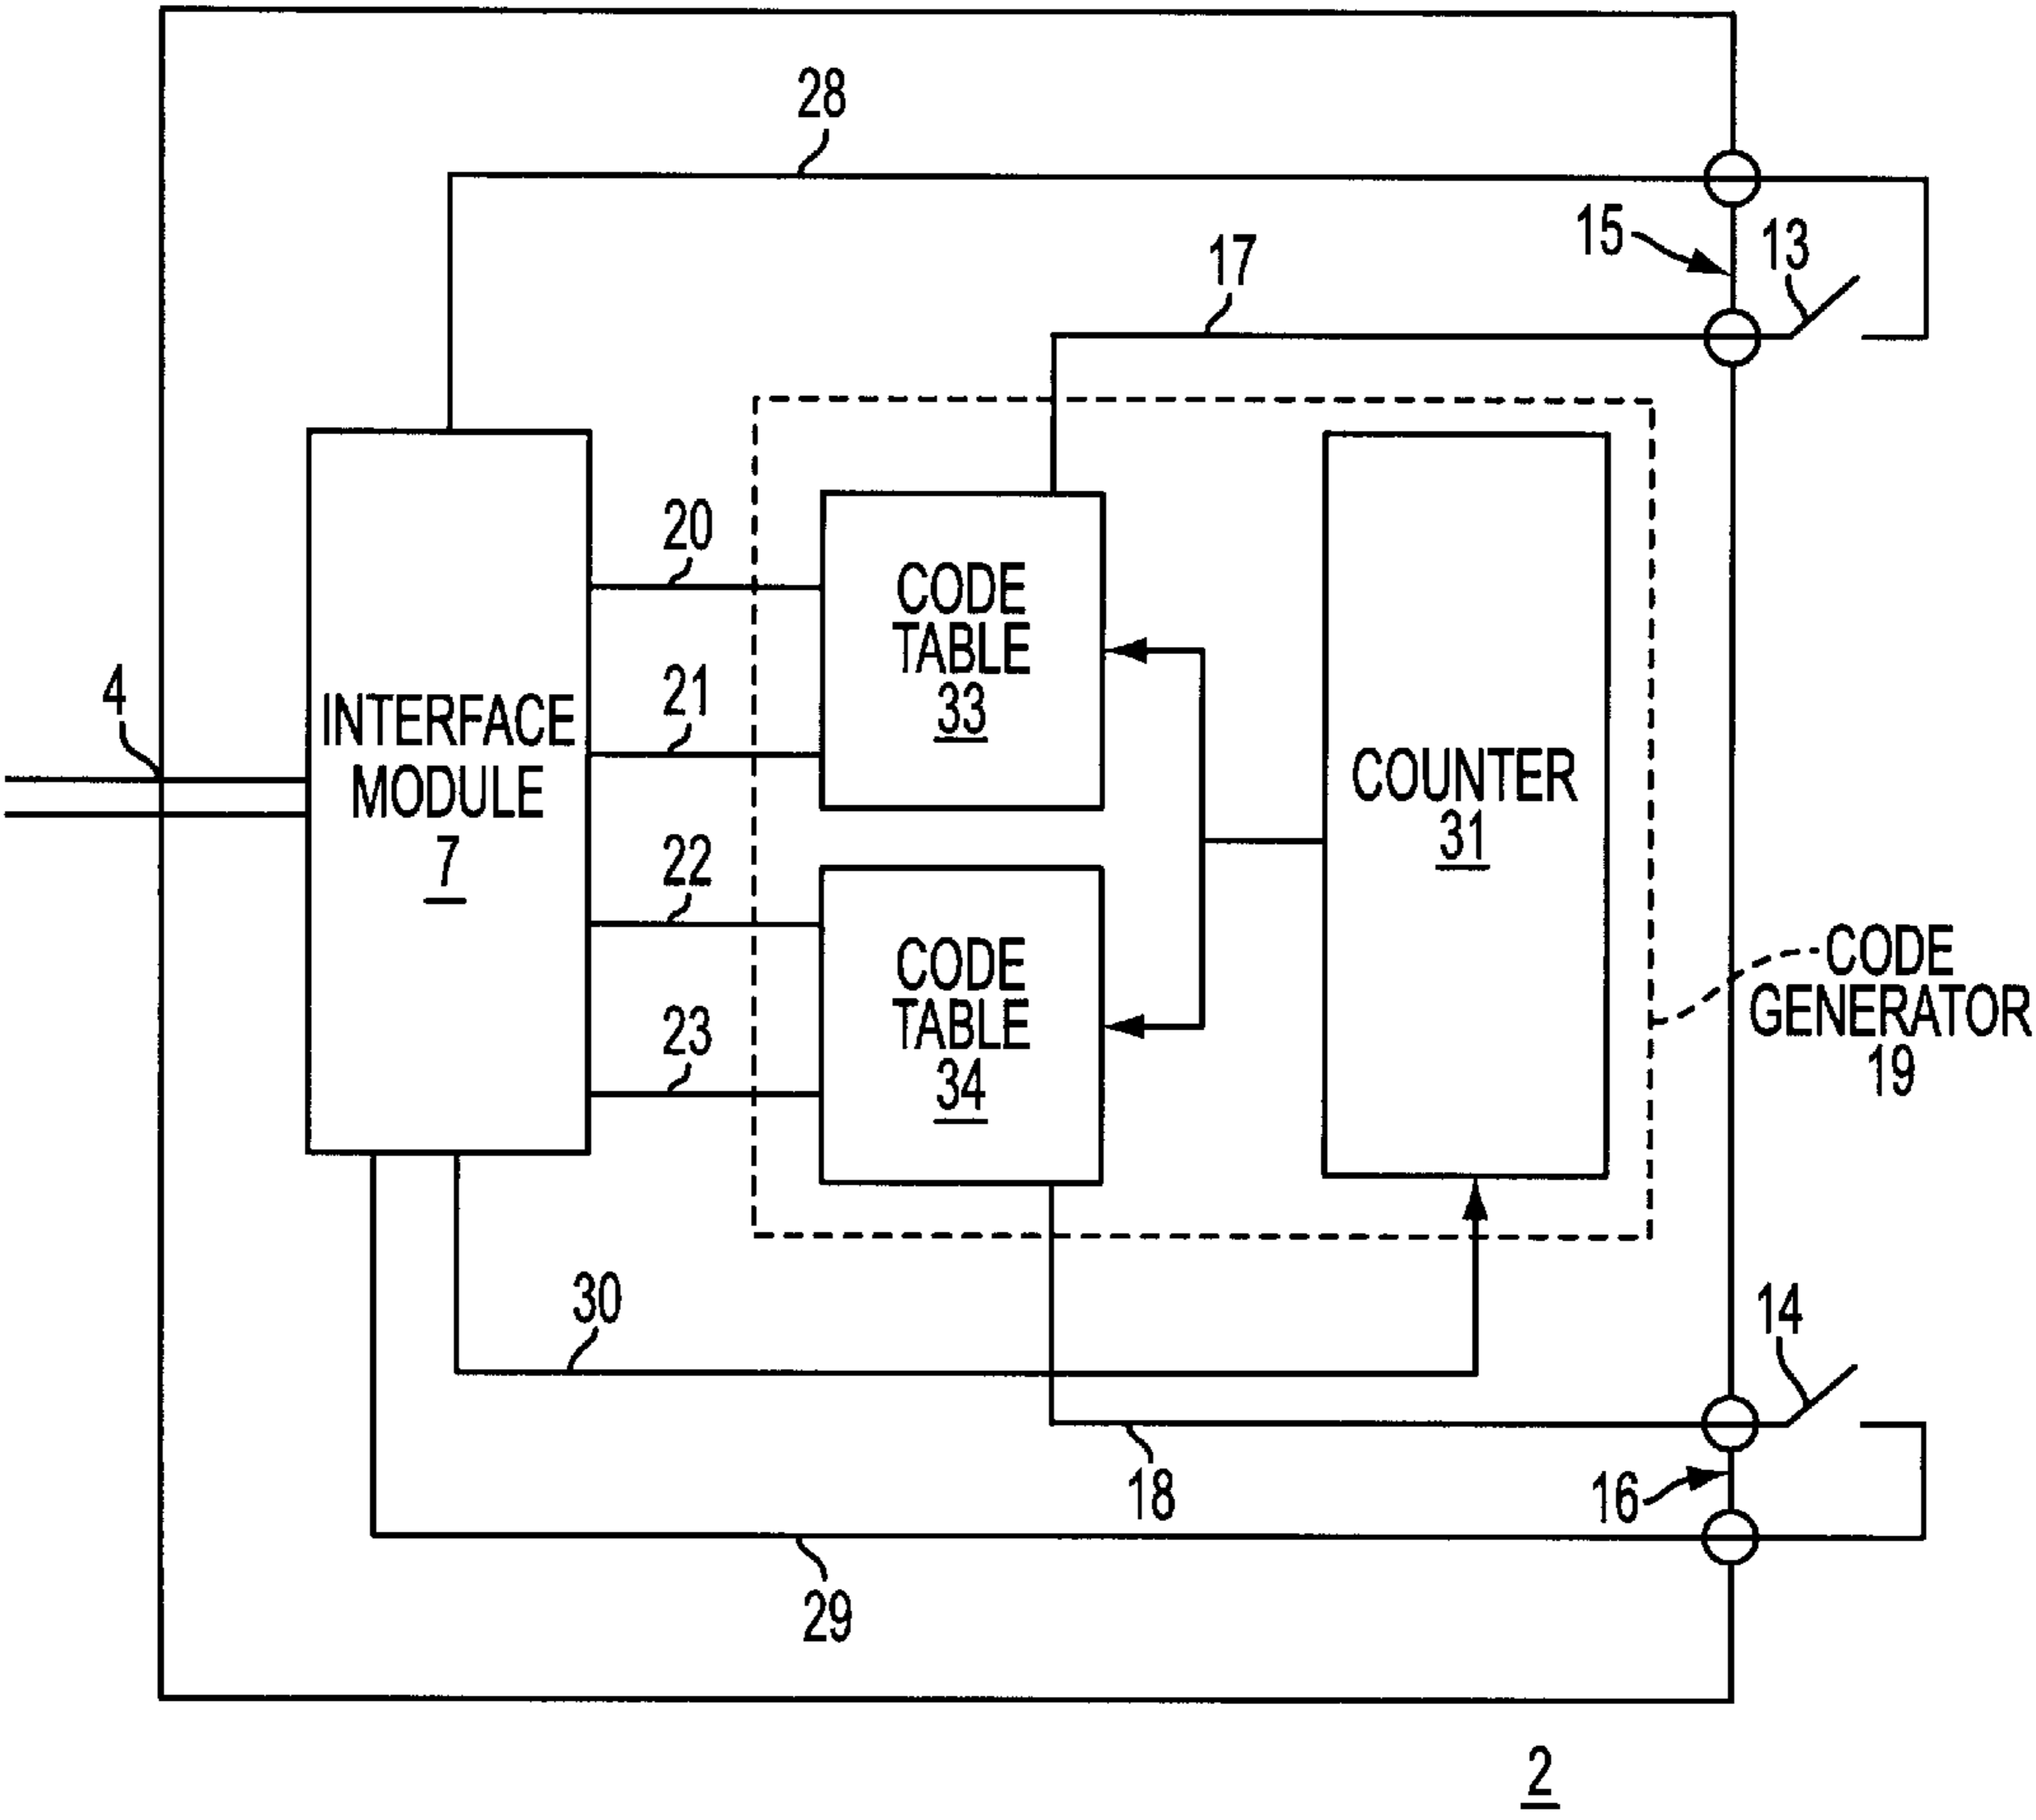 28
15
13
17
20
CODE
TABLE
33
21
4
INTERFACE
MODULE
7
COUNTER
31
22
CODE
TABLE
34
23
CODE
GENERATOR
19
30
14
18
16
29
2